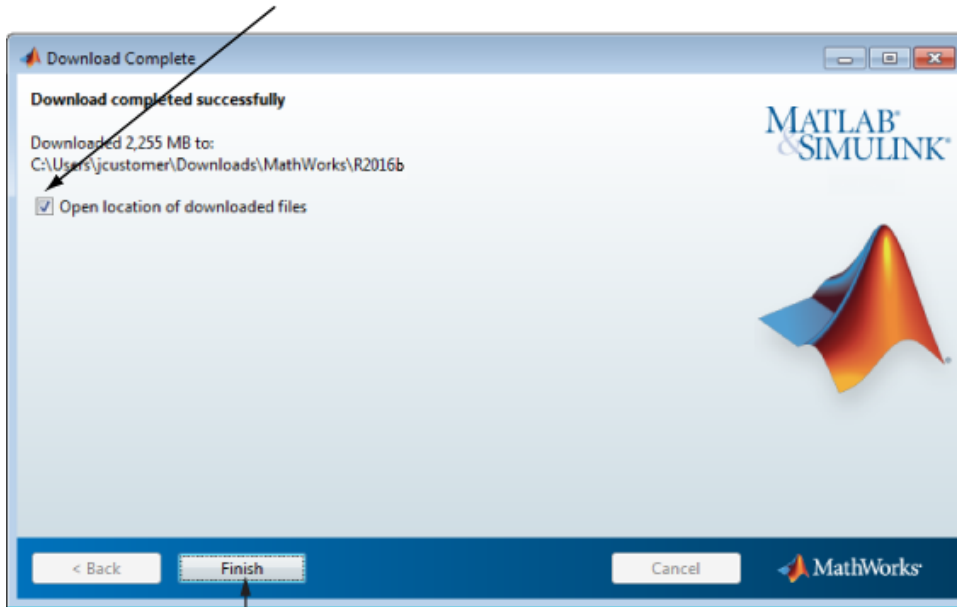 Download Complete
Download completed successfully
Downloaded 2,255 MB to:
C:\Users\jcustomer\Downloads\MathWorks\R2016b
Open location of downloaded files
MATLAB®
&SIMULINK®
®
< Back
Finish
Cancel
MathWorks®